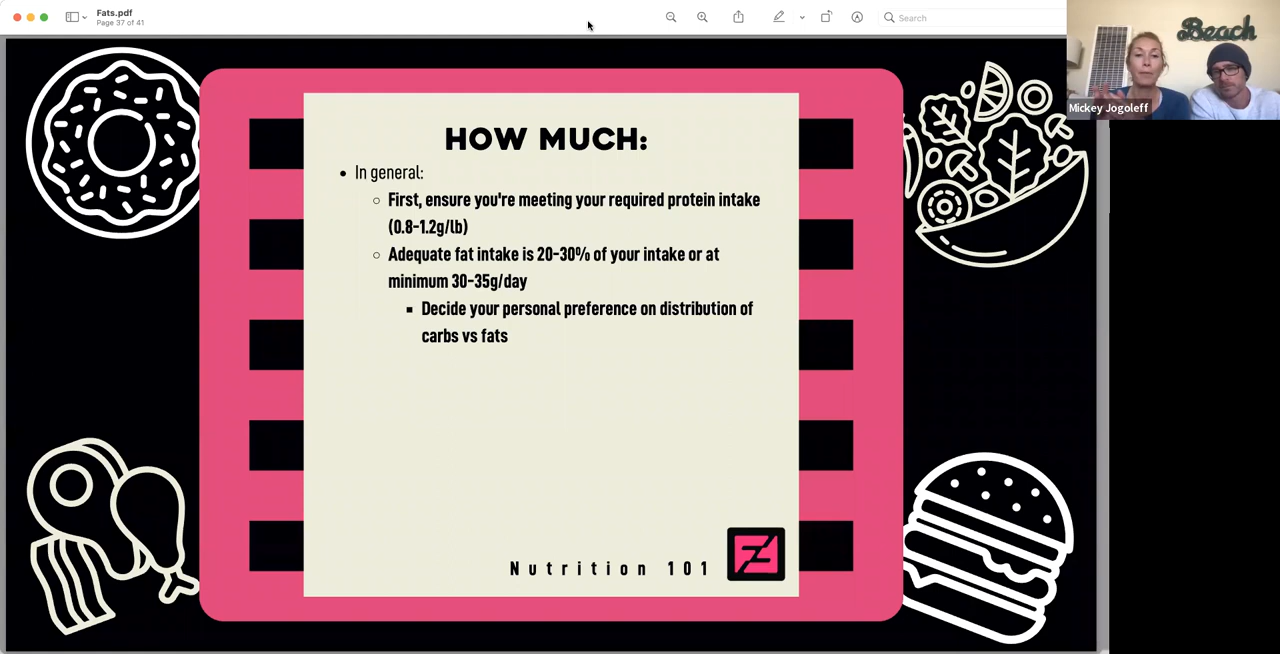 Fats.pdf
Page 37 of 41
Search
Beach
Mickey Jogoleff
HOW MUCH:
• In general:
○ First, ensure you're meeting your required protein intake
(0.8-1.2g/lb)
○ Adequate fat intake is 20-30% of your intake or at
minimum 30-35g/day
▪ Decide your personal preference on distribution of
carbs vs fats
Nutrition 101
Z